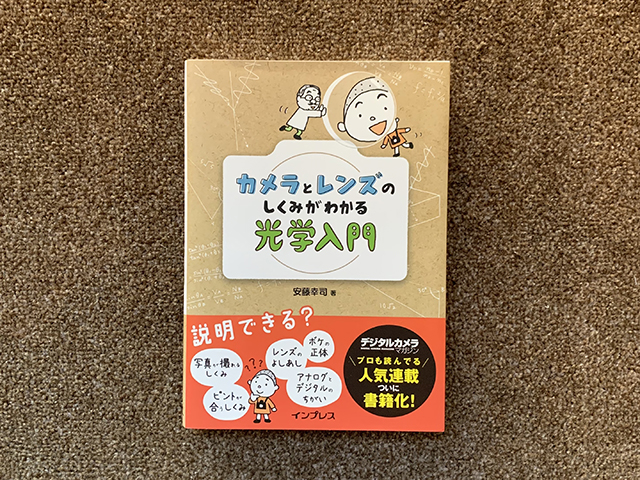 カメラとレンズの
しくみがわかる
光学入門
安藤幸司 著
説明できる?
写真が撮れる
しくみ
レンズの
よしあし
ボケの
正体
ピントが
合うしくみ
???
アナログと
デジタルの
ちがい
デジタルカメラ
マガジン
プロも読んでる
人気連載
ついに
書籍化!
インプレス